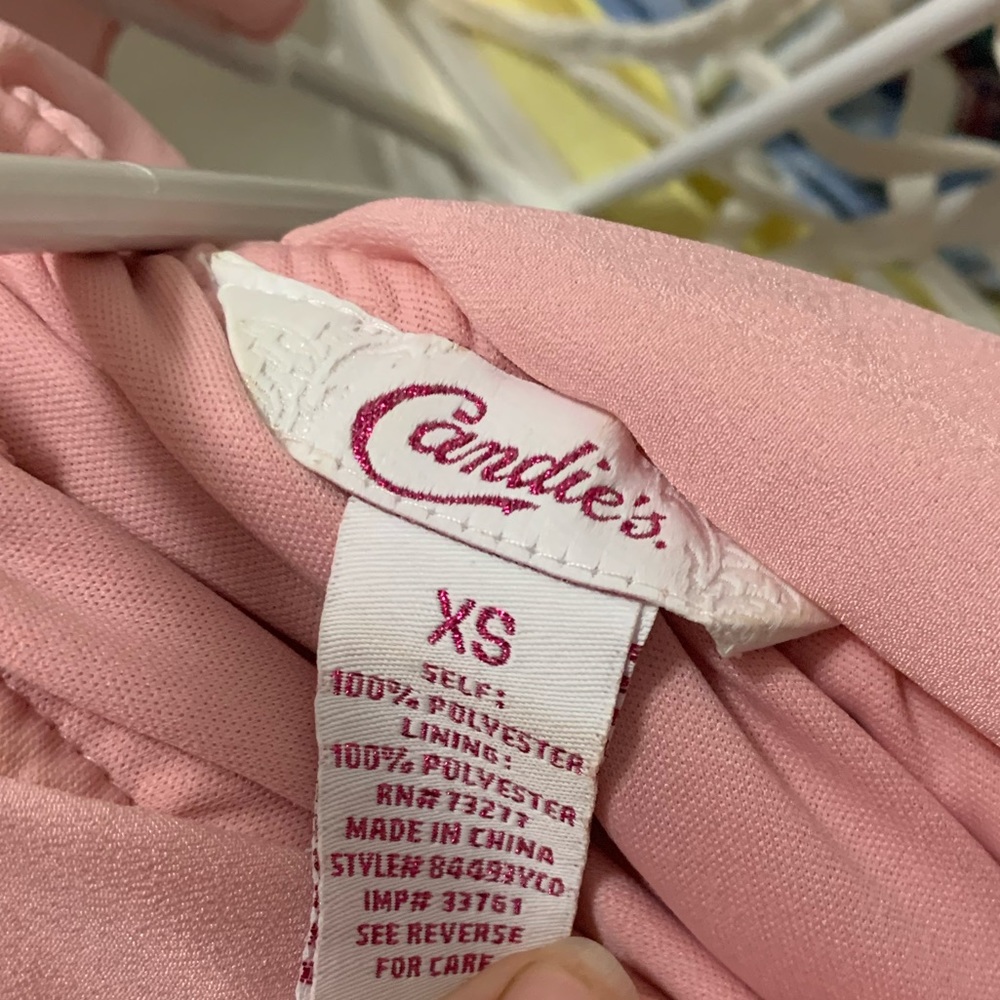 Candie's.
XS
SELF:
100% POLYESTER
LINING:
100% POLYESTER
RN# 73277
MADE IN CHINA
IMP# 33761
SEE REVERSE
FOR CARE